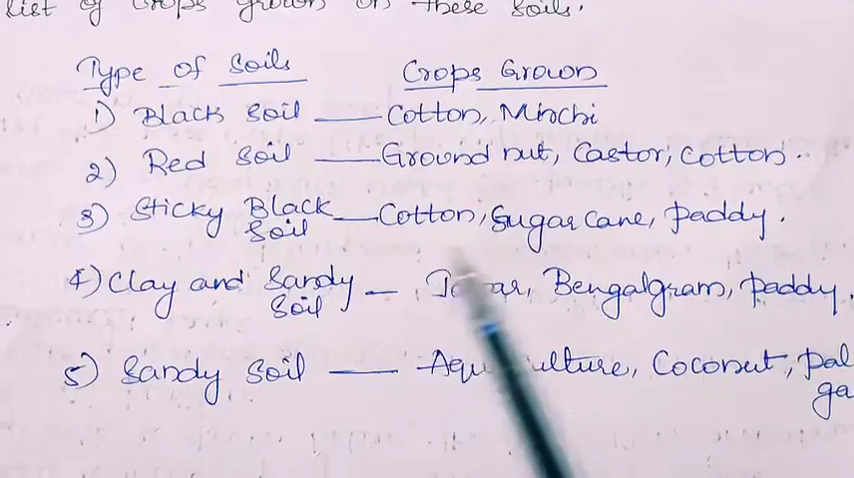 list of crops grown on these soils.
Type of Soils Crops Grown
1) Black Soil — Cotton, Mirchi
2) Red Soil — Ground nut, Castor, Cotton.
3) Sticky Black Soil — Cotton, Sugar cane, paddy.
4) Clay and Sandy Soil — Bengalgram, paddy.
5) Sandy Soil — Coconut,